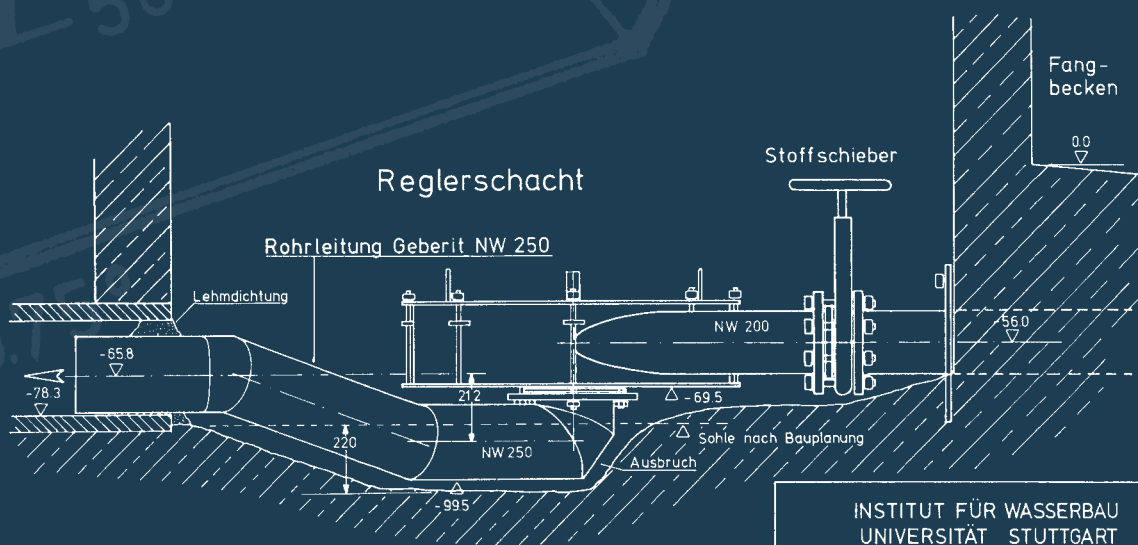 Fang-
becken
0.0
Stoffschieber
Reglerschacht
Rohrleitung Geberit NW 250
Lehmdichtung
NW 200
-56.0
-65.8
-78.3
212
-69.5
220
Sohle nach Bauplanung
NW 250
Ausbruch
-99.5
INSTITUT FÜR WASSERBAU
UNIVERSITÄT STUTTGART